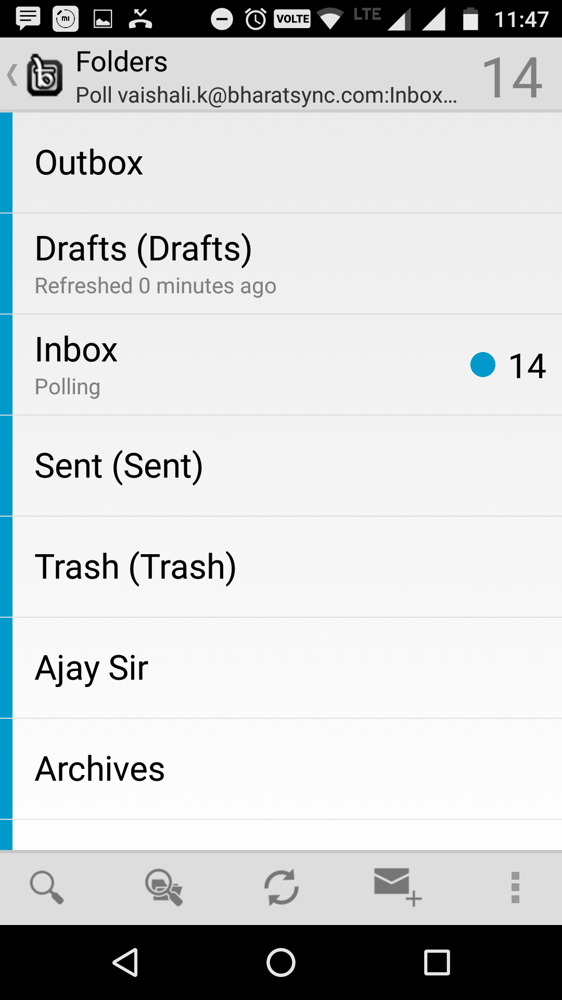 mi VOLTE LTE 11:47
Folders
Poll vaishali.k@bharatsync.com:Inbox... 14
Outbox
Drafts (Drafts)
Refreshed 0 minutes ago
Inbox
Polling
14
Sent (Sent)
Trash (Trash)
Ajay Sir
Archives